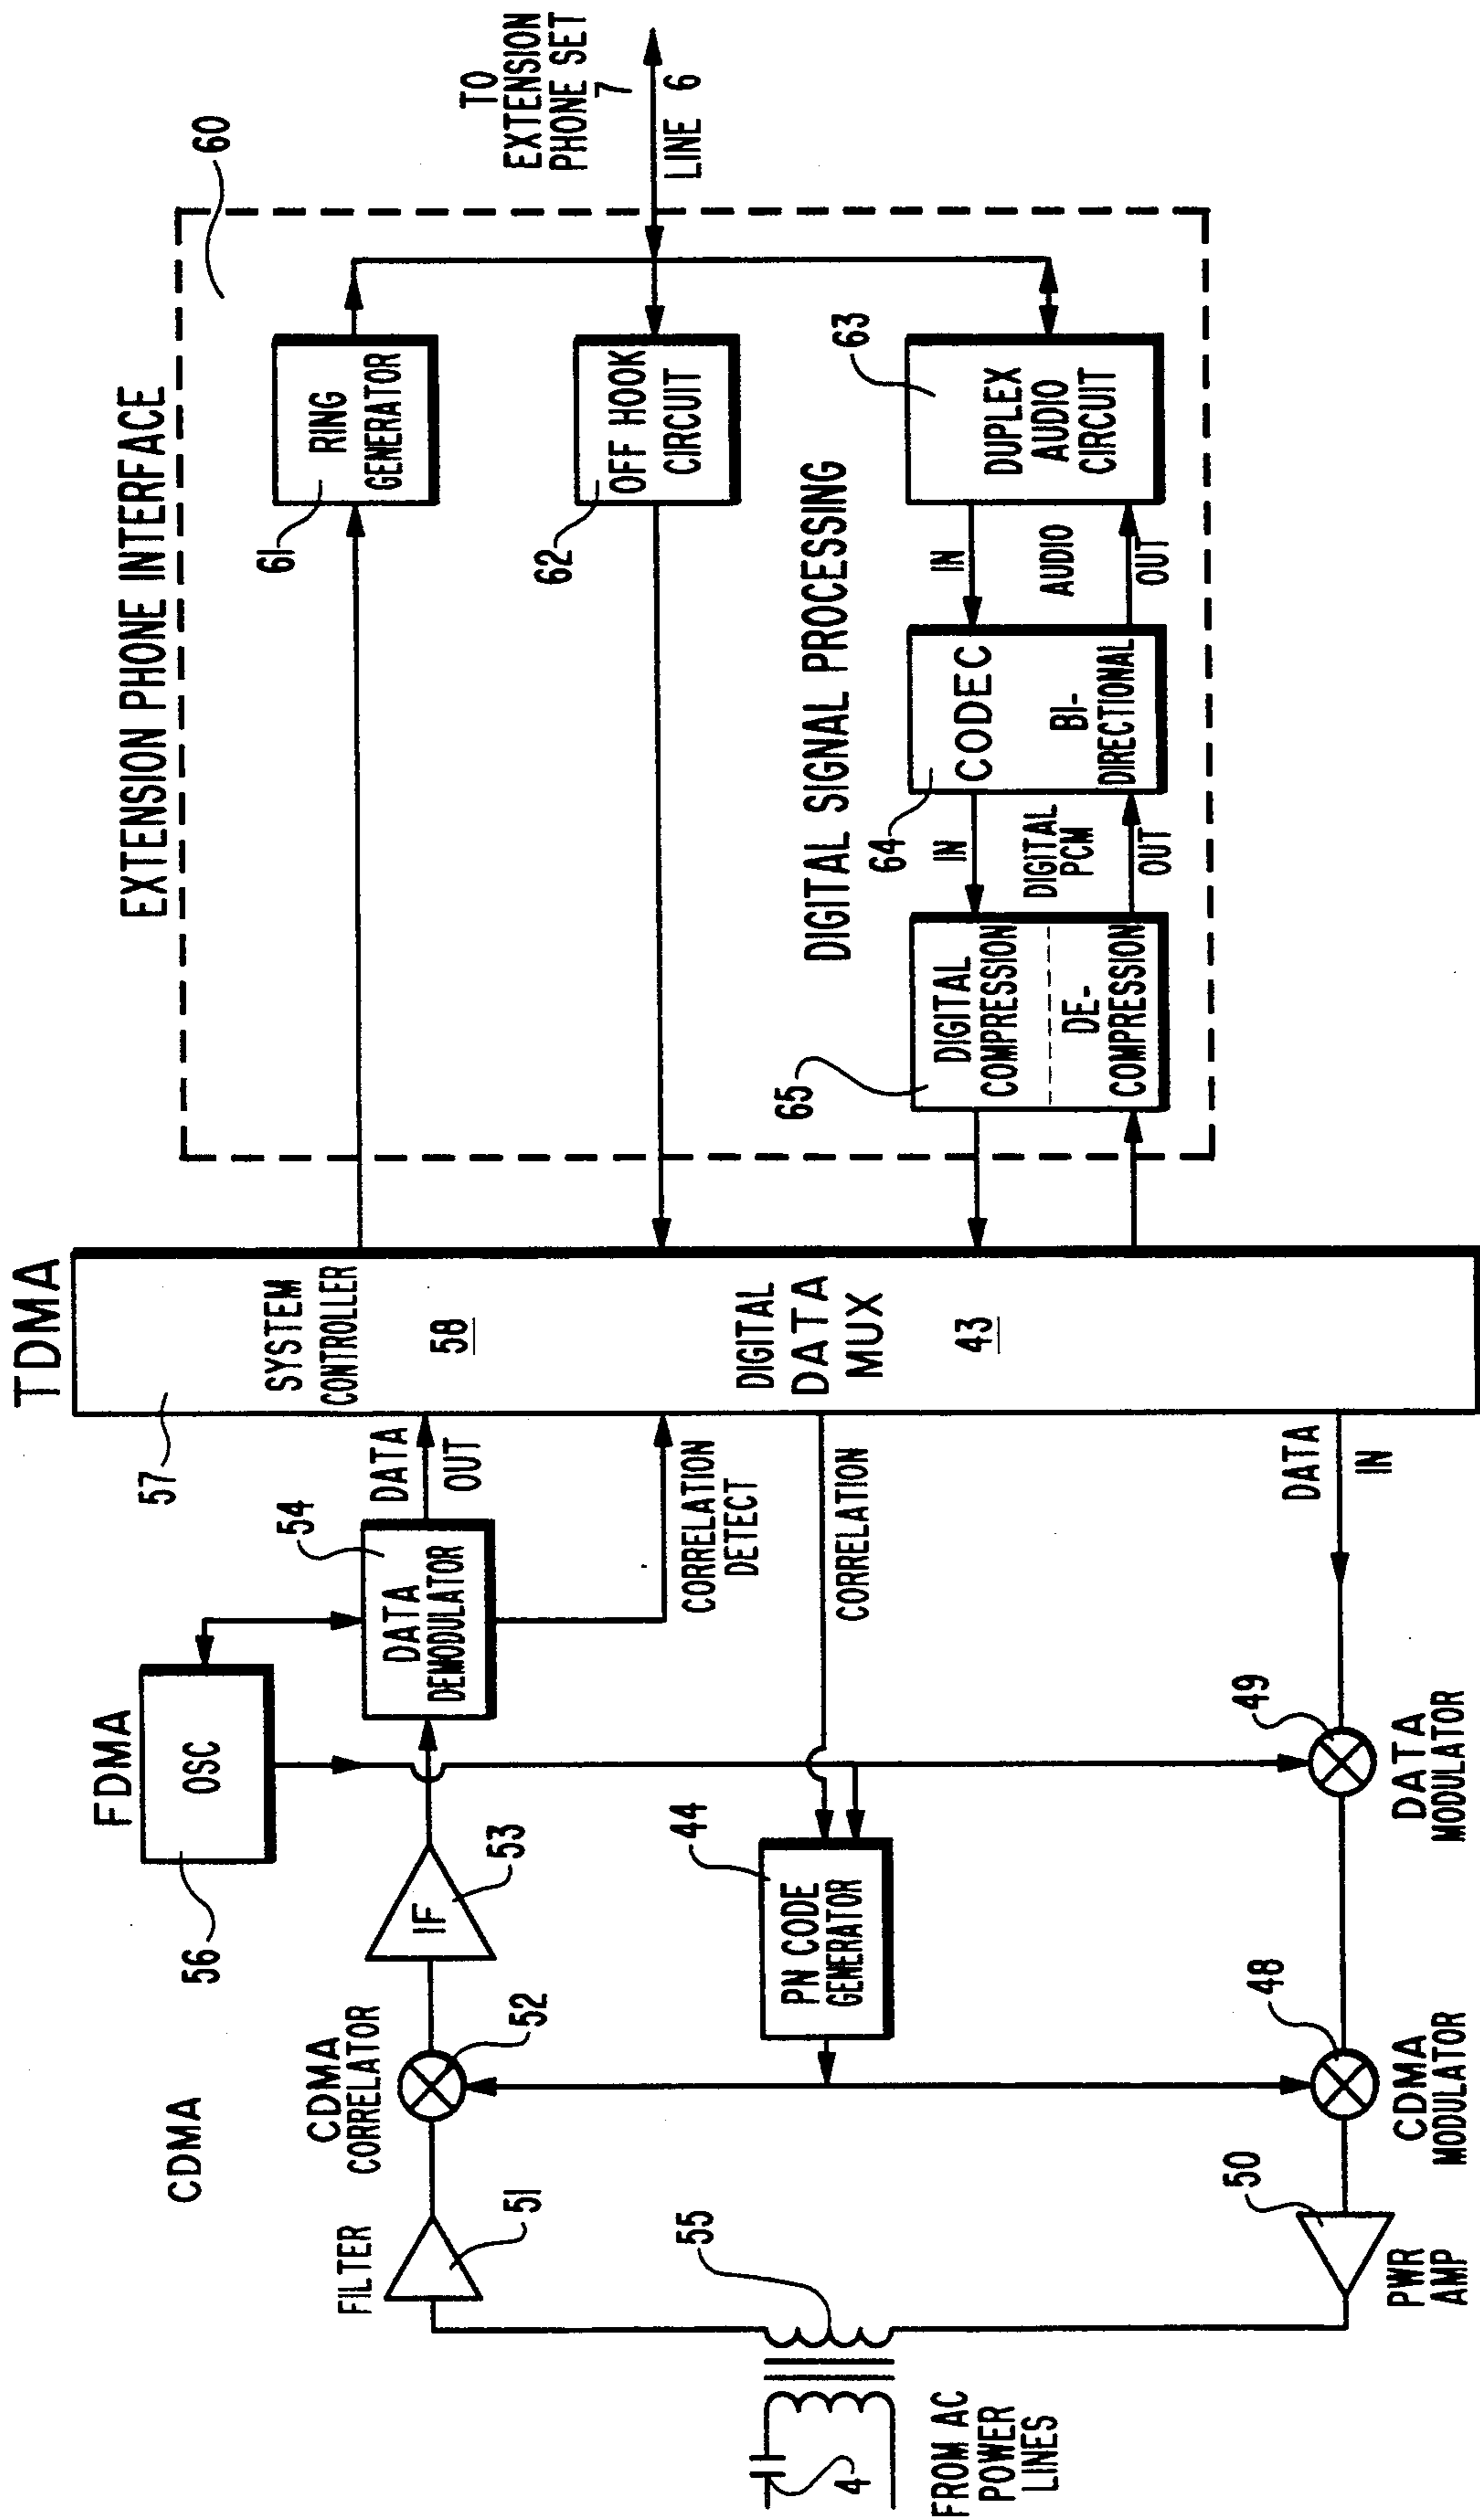 EXTENSION PHONE INTERFACE
60
TO
EXTENSION
PHONE SET
7
LINE 6
61
RING
GENERATOR
62
OFF HOOK
CIRCUIT
DIGITAL SIGNAL PROCESSING
63
DUPLEX
AUDIO
CIRCUIT
IN
AUDIO
OUT
64
CODEC
BI-
DIRECTIONAL
IN
DIGITAL
PCM
OUT
65
DIGITAL
COMPRESSION
DE-
COMPRESSION
TDMA
57
SYSTEM
CONTROLLER
58
DIGITAL
DATA
MUX
43
DATA
OUT
CORRELATION
DETECT
CORRELATION
DATA
IN
54
DATA
DEMODULATOR
FDMA
OSC
56
IF
53
44
PN CODE
GENERATOR
49
DATA
MODULATOR
CDMA
CDMA
CORRELATOR
52
48
CDMA
MODULATOR
FILTER
51
50
PWR
AMP
55
4
FROM AC
POWER
LINES